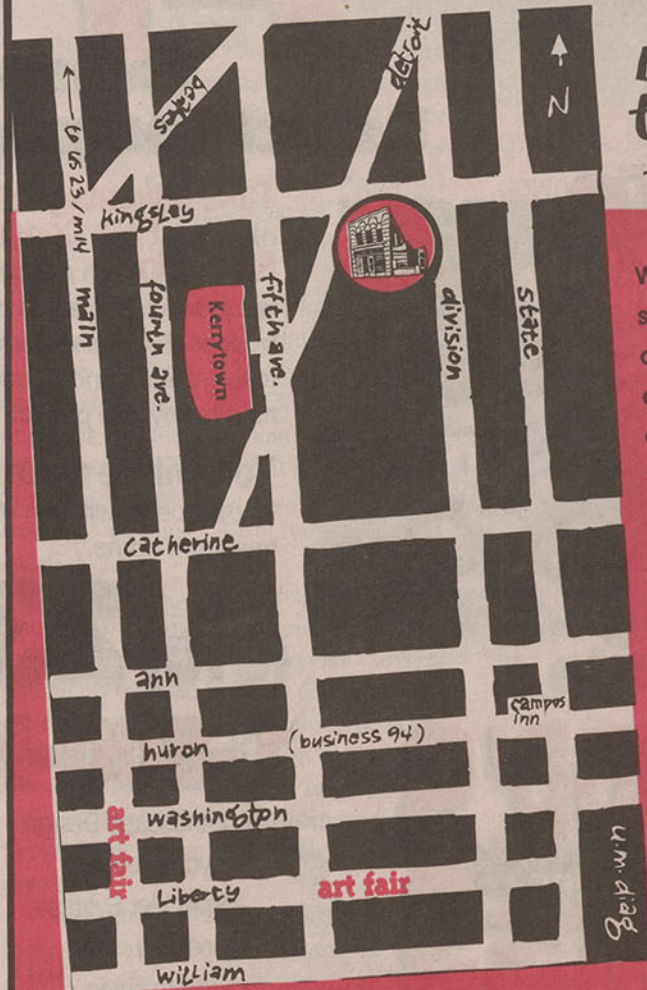 beakes
detroit
N
← to US 23 / M14
kingsley
main
fourth ave.
Kerrytown
fifth ave.
division
state
catherine
ann
campus
inn
huron
(business 94)
washington
art fair
art fair
Liberty
u.m. diag
william